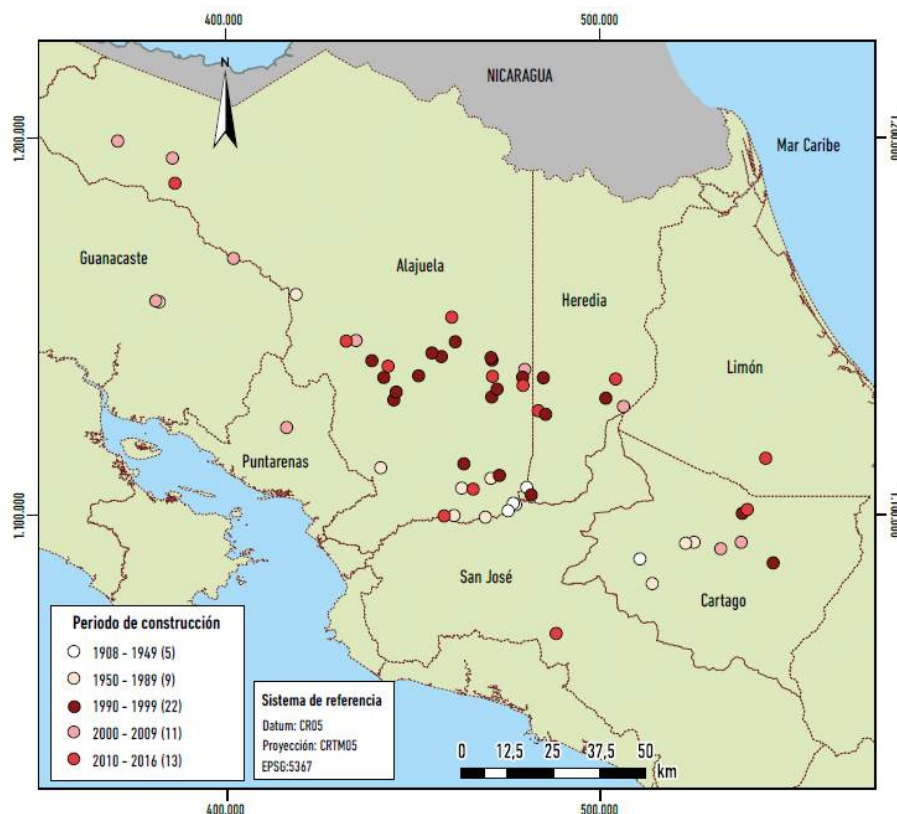 400.000
500.000
N
NICARAGUA
1.200.000
1.200.000
Mar Caribe
Guanacaste
Alajuela
Heredia
Limón
Puntarenas
1.100.000
1.100.000
San José
Cartago
Periodo de construcción
1908 - 1949 (5)
1950 - 1989 (9)
1990 - 1999 (22)
2000 - 2009 (11)
2010 - 2016 (13)
Sistema de referencia
Datum: CR05
Proyección: CRTM05
EPSG:5367
0 12,5 25 37,5 50
km
400.000
500.000